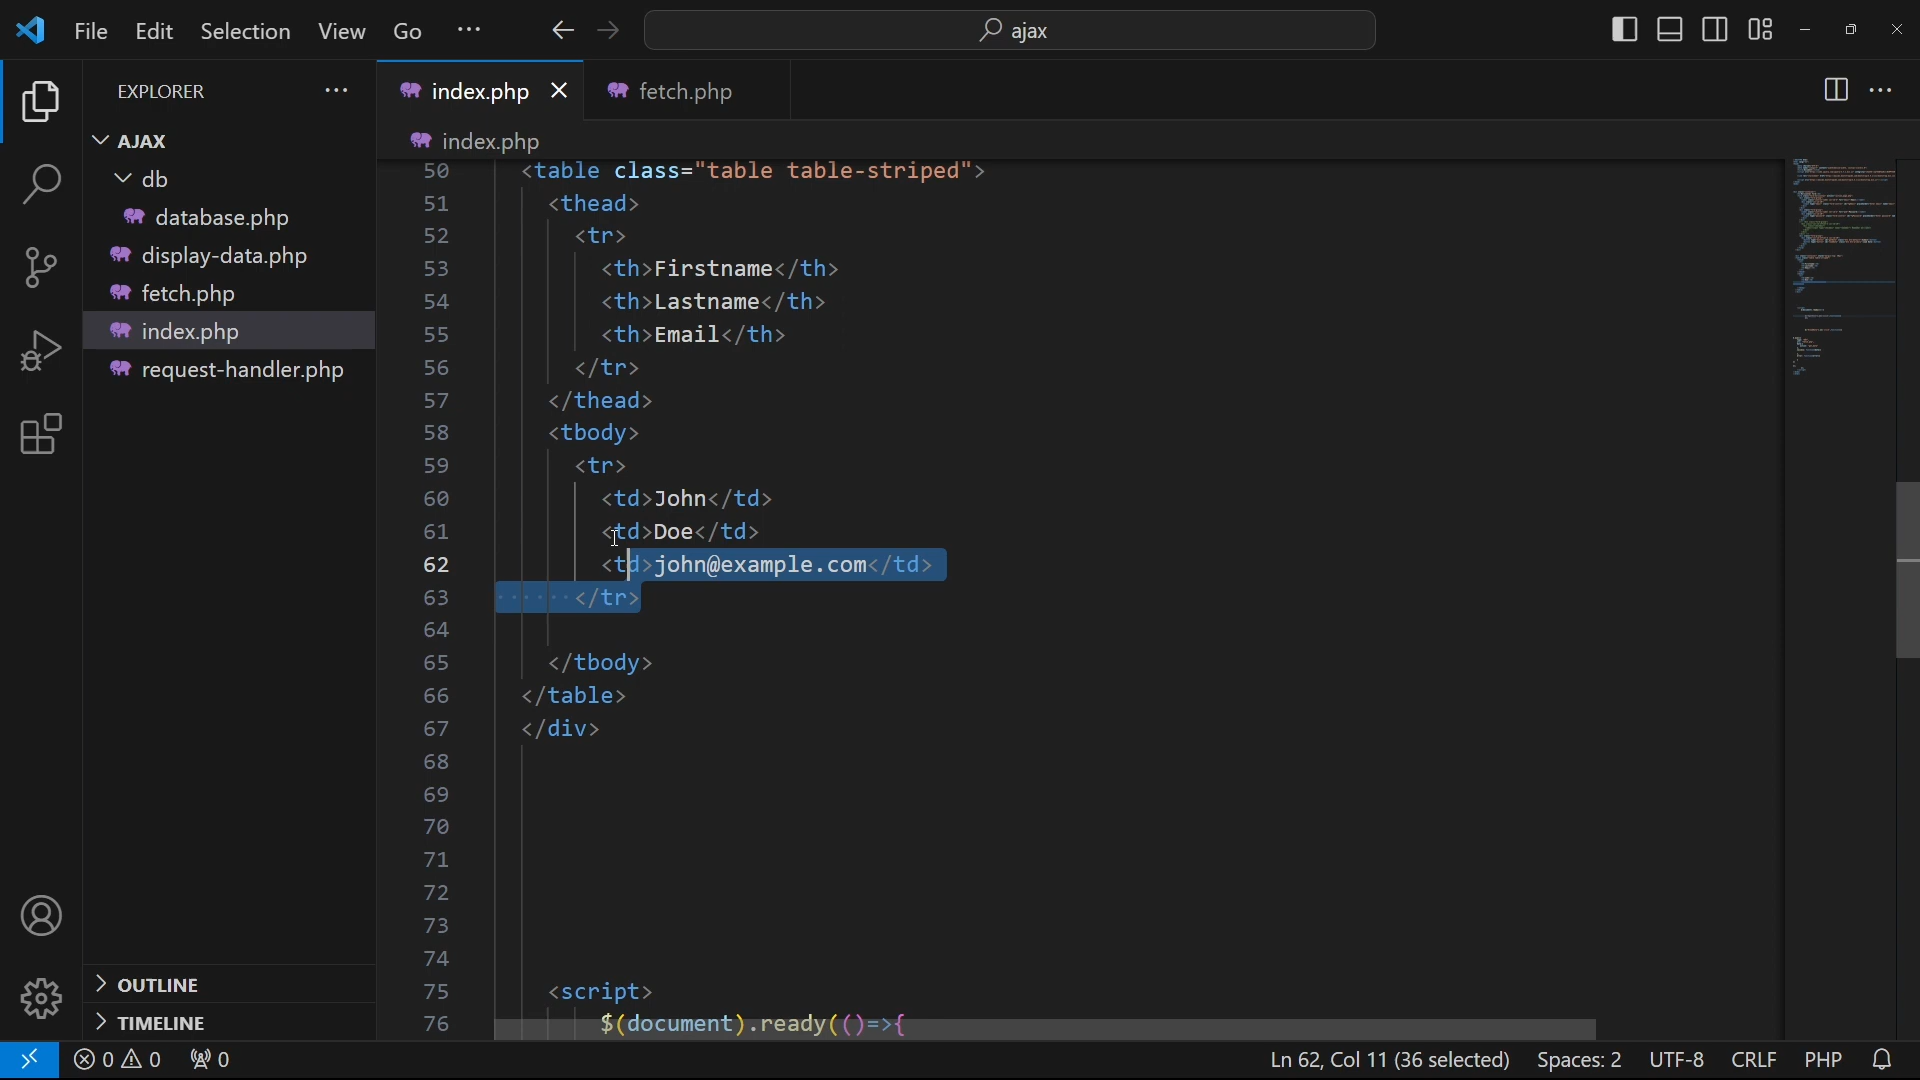 File Edit Selection View Go ··· ajax
EXPLORER ···
AJAX
db
database.php
display-data.php
fetch.php
index.php
request-handler.php
OUTLINE
TIMELINE
index.php fetch.php
index.php
50 <table class="table table-striped">
51 <thead>
52 <tr>
53 <th>Firstname</th>
54 <th>Lastname</th>
55 <th>Email</th>
56 </tr>
57 </thead>
58 <tbody>
59 <tr>
60 <td>John</td>
61 <td>Doe</td>
62 <td>john@example.com</td>
63 </tr>
64
65 </tbody>
66 </table>
67 </div>
68
69
70
71
72
73
74
75 <script>
76 $(document).ready(()=>{
0 0 0 Ln 62, Col 11 (36 selected) Spaces: 2 UTF-8 CRLF PHP